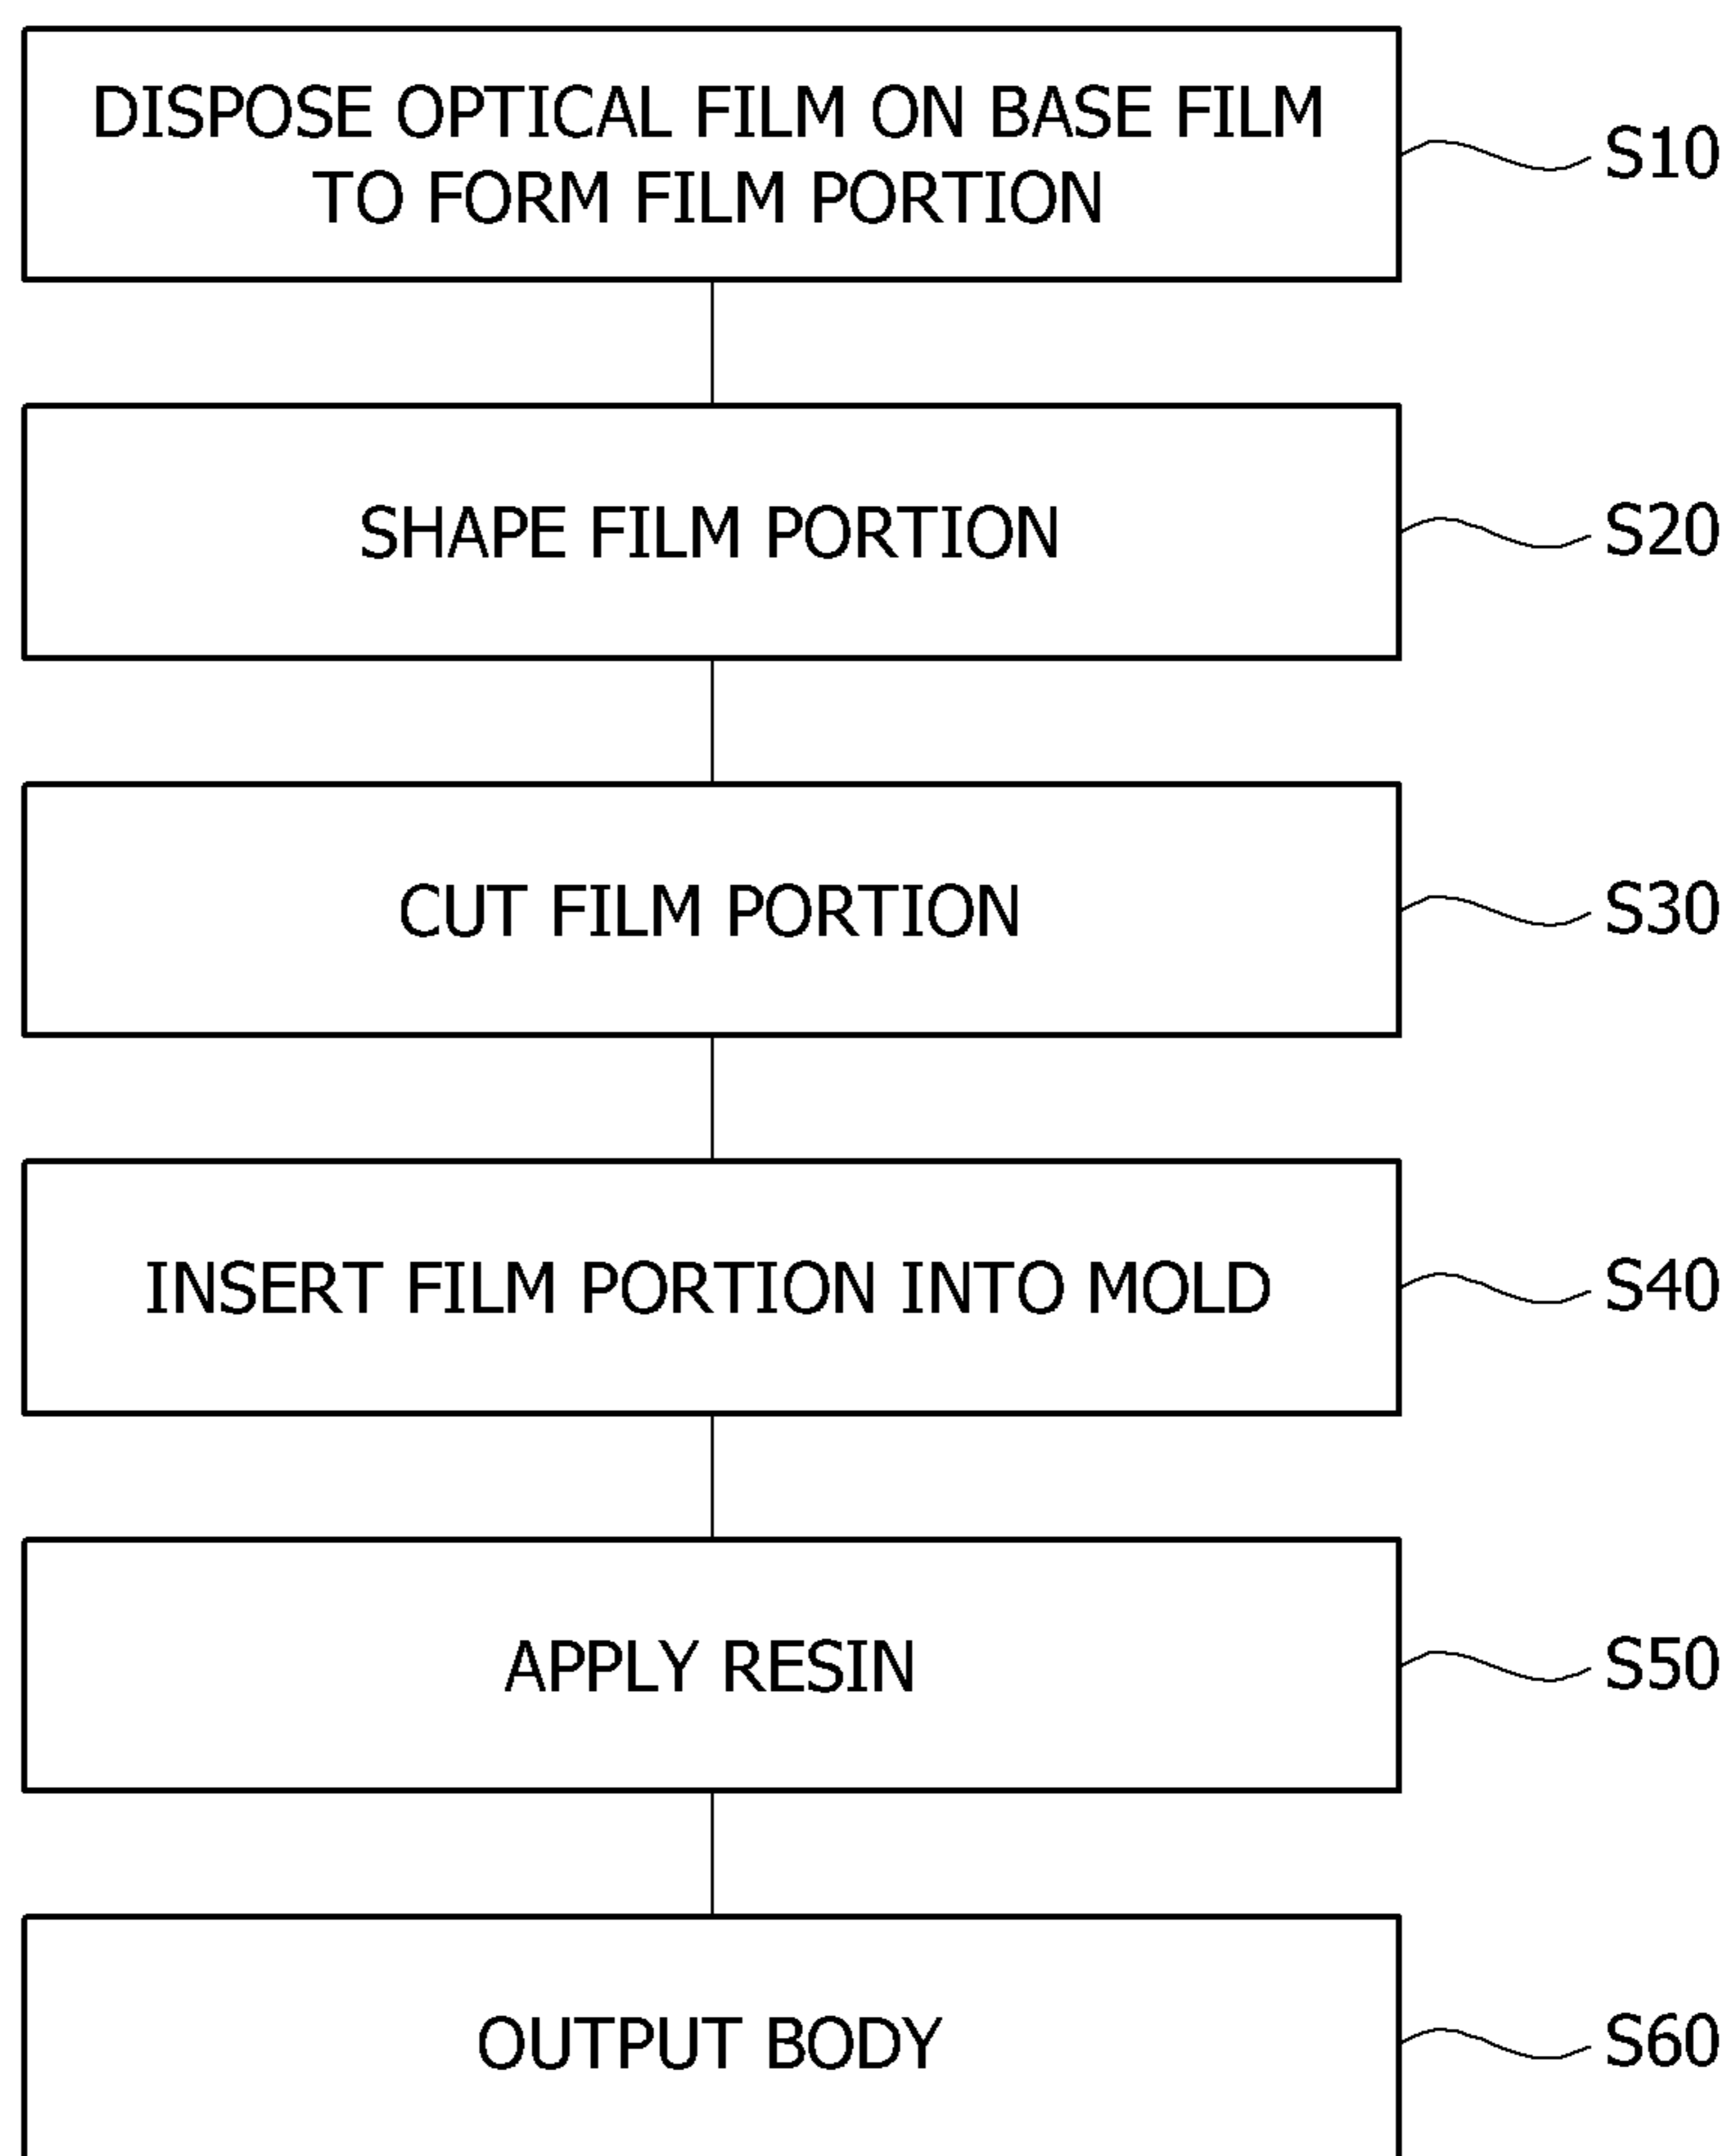 DISPOSE OPTICAL FILM ON BASE FILM
TO FORM FILM PORTION
S10
SHAPE FILM PORTION
S20
CUT FILM PORTION
S30
INSERT FILM PORTION INTO MOLD
S40
APPLY RESIN
S50
OUTPUT BODY
S60